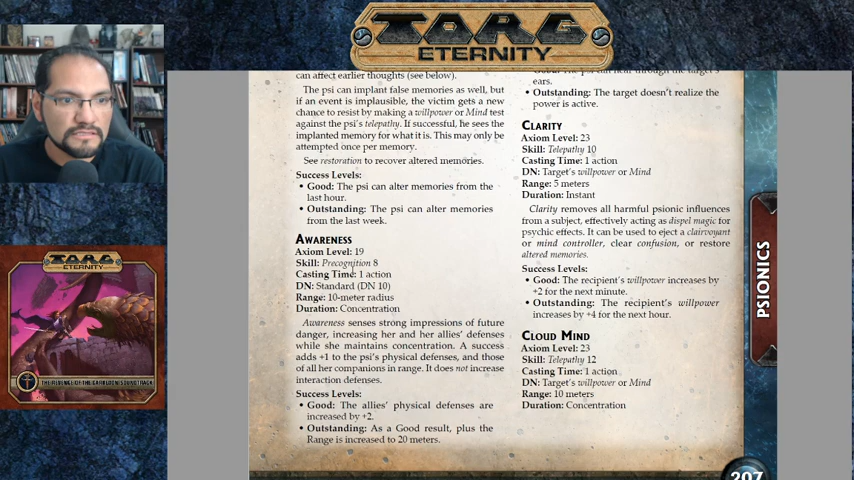 TORG
ETERNITY
can affect earlier thoughts (see below).
The psi can implant false memories as well, but
if an event is implausible, the victim gets a new
chance to resist by making a willpower or Mind test
against the psi's telepathy. If successful, he sees the
implanted memory for what it is. This may only be
attempted once per memory.
See restoration to recover altered memories.
Success Levels:
• Good: The psi can alter memories from the
last hour.
• Outstanding: The psi can alter memories
from the last week.
AWARENESS
Axiom Level: 19
Skill: Precognition 8
Casting Time: 1 action
DN: Standard (DN 10)
Range: 10-meter radius
Duration: Concentration
Awareness senses strong impressions of future
danger, increasing her and her allies' defenses
while she maintains concentration. A success
adds +1 to the psi's physical defenses, and those
of all her companions in range. It does not increase
interaction defenses.
Success Levels:
• Good: The allies' physical defenses are
increased by +2.
• Outstanding: As a Good result, plus the
Range is increased to 20 meters.
Good: The psi can hear through the target's
ears.
• Outstanding: The target doesn't realize the
power is active.
CLARITY
Axiom Level: 23
Skill: Telepathy 10
Casting Time: 1 action
DN: Target's willpower or Mind
Range: 5 meters
Duration: Instant
Clarity removes all harmful psionic influences
from a subject, effectively acting as dispel magic for
psychic effects. It can be used to eject a clairvoyant
or mind controller, clear confusion, or restore
altered memories.
Success Levels:
• Good: The recipient's willpower increases by
+2 for the next minute.
• Outstanding: The recipient's willpower
increases by +4 for the next hour.
CLOUD MIND
Axiom Level: 23
Skill: Telepathy 12
Casting Time: 1 action
DN: Target's willpower or Mind
Range: 10 meters
Duration: Concentration
PSIONICS
207
TORG
ETERNITY